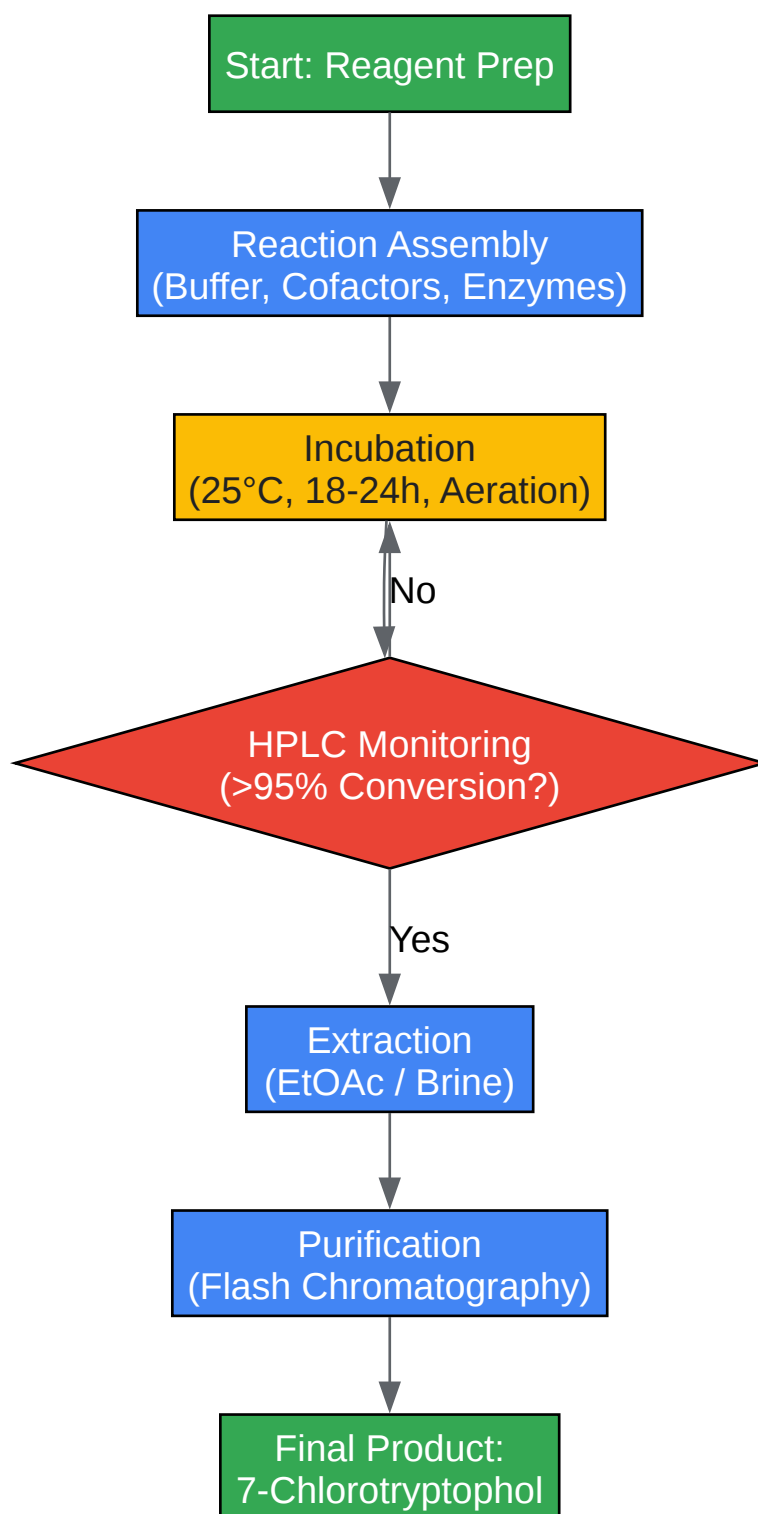 Start: Reagent Prep
Reaction Assembly
(Buffer, Cofactors, Enzymes)
Incubation
(25°C, 18-24h, Aeration)
No
HPLC Monitoring
(>95% Conversion?)
Yes
Extraction
(EtOAc / Brine)
Purification
(Flash Chromatography)
Final Product:
7-Chlorotryptophol